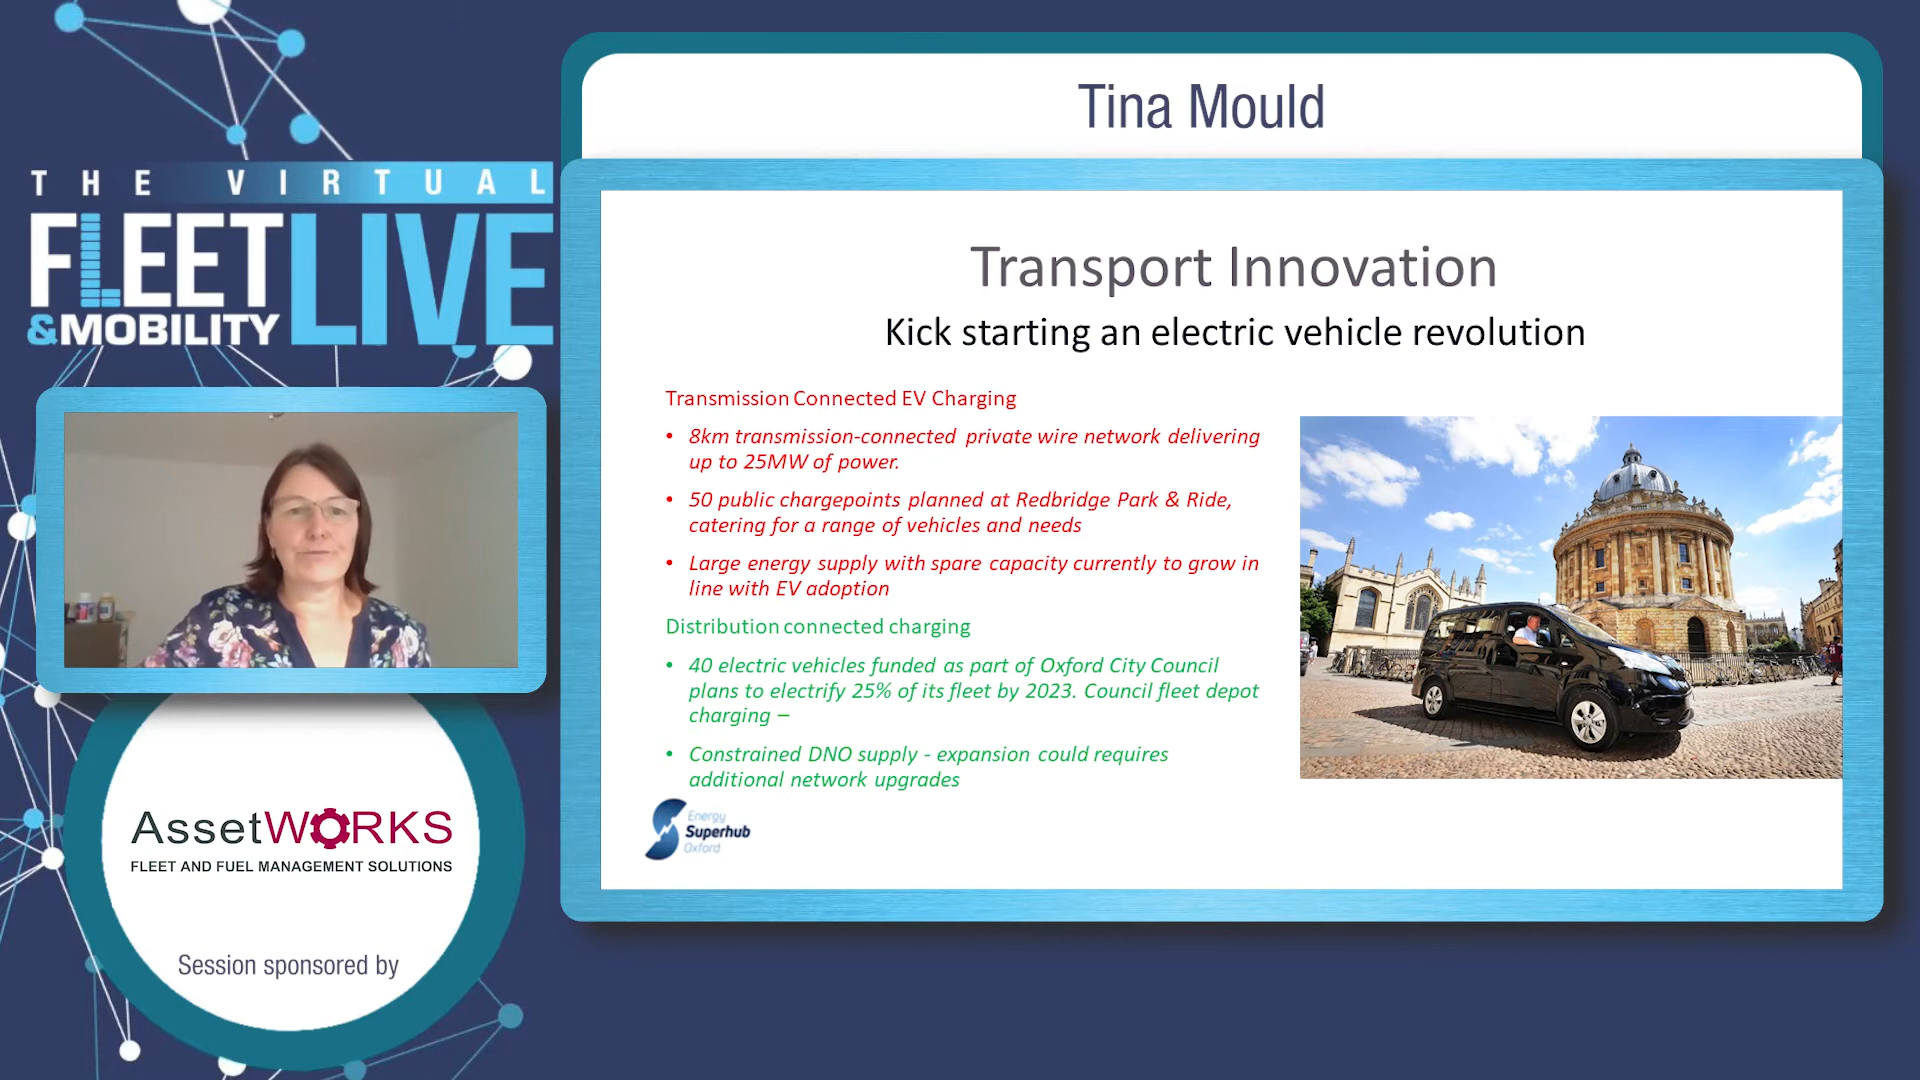 THE VIRTUAL
FLEET
&MOBILITY
LIVE
Tina Mould
Transport Innovation
Kick starting an electric vehicle revolution
Transmission Connected EV Charging
• 8km transmission-connected private wire network delivering
up to 25MW of power.
• 50 public chargepoints planned at Redbridge Park & Ride,
catering for a range of vehicles and needs
• Large energy supply with spare capacity currently to grow in
line with EV adoption
Distribution connected charging
• 40 electric vehicles funded as part of Oxford City Council
plans to electrify 25% of its fleet by 2023. Council fleet depot
charging –
• Constrained DNO supply - expansion could requires
additional network upgrades
Energy
Superhub
Oxford
AssetWORKS
FLEET AND FUEL MANAGEMENT SOLUTIONS
Session sponsored by